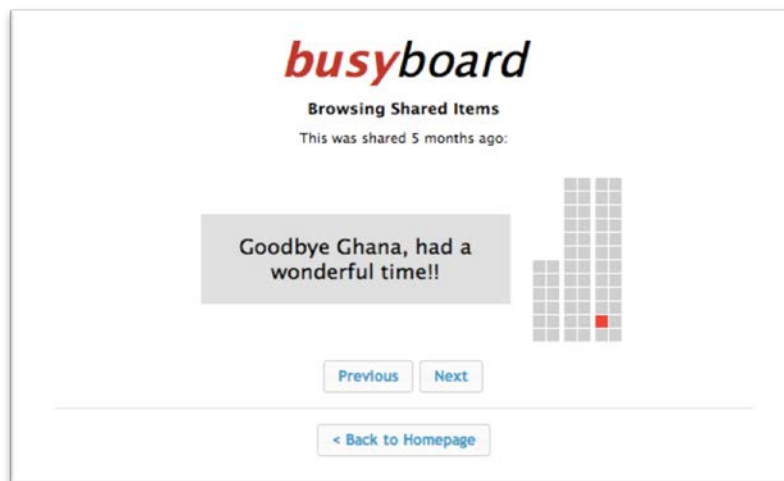 busyboard
Browsing Shared Items
This was shared 5 months ago:
Goodbye Ghana, had a
wonderful time!!
Previous Next
< Back to Homepage